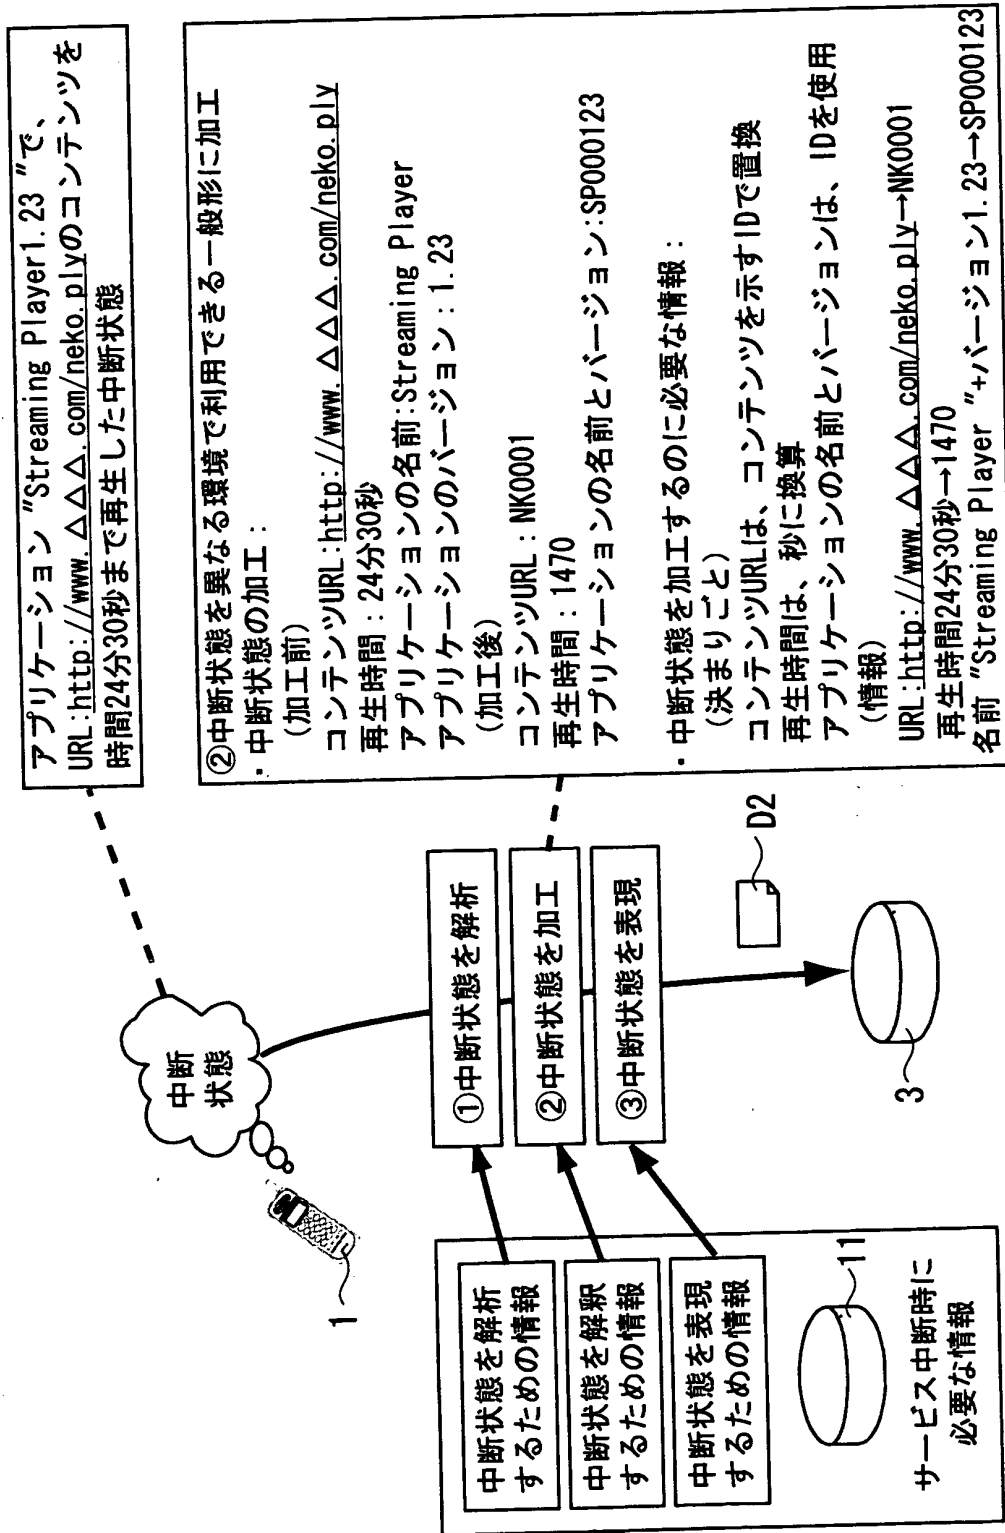 アプリケーション "Streaming Player1.23 "で、
URL:http://www.△△△.com/neko.plyのコンテンツを
時間24分30秒まで再生した中断状態
②中断状態を異なる環境で利用できる一般形に加工
・中断状態の加工:
(加工前)
コンテンツURL:http://www.△△△.com/neko.ply
再生時間:24分30秒
アプリケーションの名前:Streaming Player
アプリケーションのバージョン:1.23
(加工後)
コンテンツURL:NK0001
再生時間:1470
アプリケーションの名前とバージョン:SP000123
・中断状態を加工するのに必要な情報:
(決まりごと)
コンテンツURLは、コンテンツを示すIDで置換
再生時間は、秒に換算
アプリケーションの名前とバージョンは、IDを使用
(情報)
URL:http://www.△△△.com/neko.ply→NK0001
再生時間24分30秒→1470
名前 "Streaming Player "+バージョン1.23→SP000123
中断
状態
1
①中断状態を解析
②中断状態を加工
③中断状態を表現
D2
3
中断状態を解析
するための情報
中断状態を解釈
するための情報
中断状態を表現
するための情報
11
サービス中断時に
必要な情報